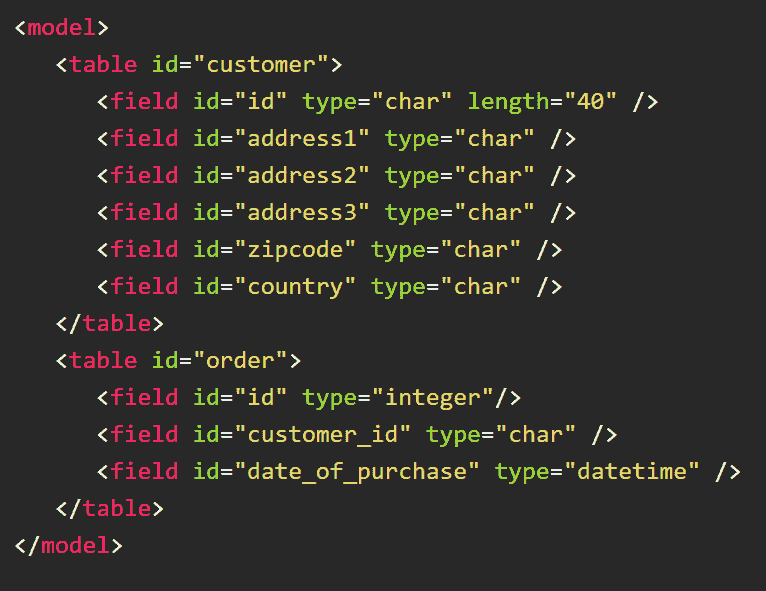 <model>
   <table id="customer">
      <field id="id" type="char" length="40" />
      <field id="address1" type="char" />
      <field id="address2" type="char" />
      <field id="address3" type="char" />
      <field id="zipcode" type="char" />
      <field id="country" type="char" />
   </table>
   <table id="order">
      <field id="id" type="integer"/>
      <field id="customer_id" type="char" />
      <field id="date_of_purchase" type="datetime" />
   </table>
</model>